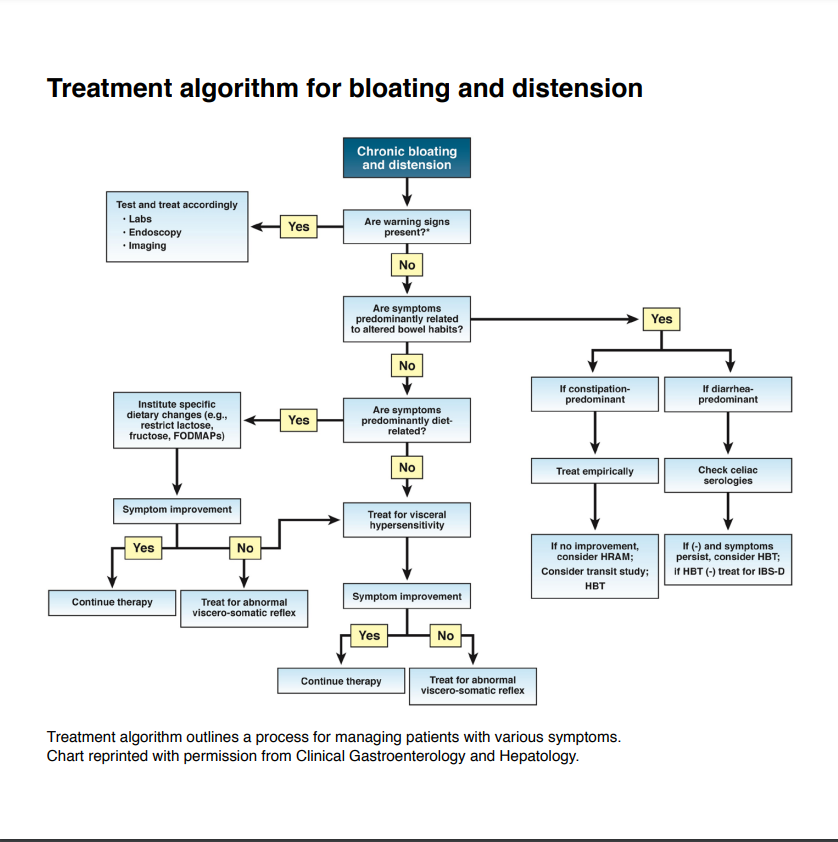 Treatment algorithm for bloating and distension
Chronic bloating
and distension
Test and treat accordingly
· Labs
· Endoscopy
· Imaging
Yes
Are warning signs
present?*
No
Are symptoms
predominantly related
to altered bowel habits?
Yes
No
If constipation-
predominant
If diarrhea-
predominant
Institute specific
dietary changes (e.g.,
restrict lactose,
fructose, FODMAPs)
Yes
Are symptoms
predominantly diet-
related?
No
Treat empirically
Check celiac
serologies
Symptom improvement
Treat for visceral
hypersensitivity
Yes
No
If no improvement,
consider HRAM;
Consider transit study;
HBT
If (-) and symptoms
persist, consider HBT;
if HBT (-) treat for IBS-D
Continue therapy
Treat for abnormal
viscero-somatic reflex
Symptom improvement
Yes
No
Continue therapy
Treat for abnormal
viscero-somatic reflex
Treatment algorithm outlines a process for managing patients with various symptoms.
Chart reprinted with permission from Clinical Gastroenterology and Hepatology.